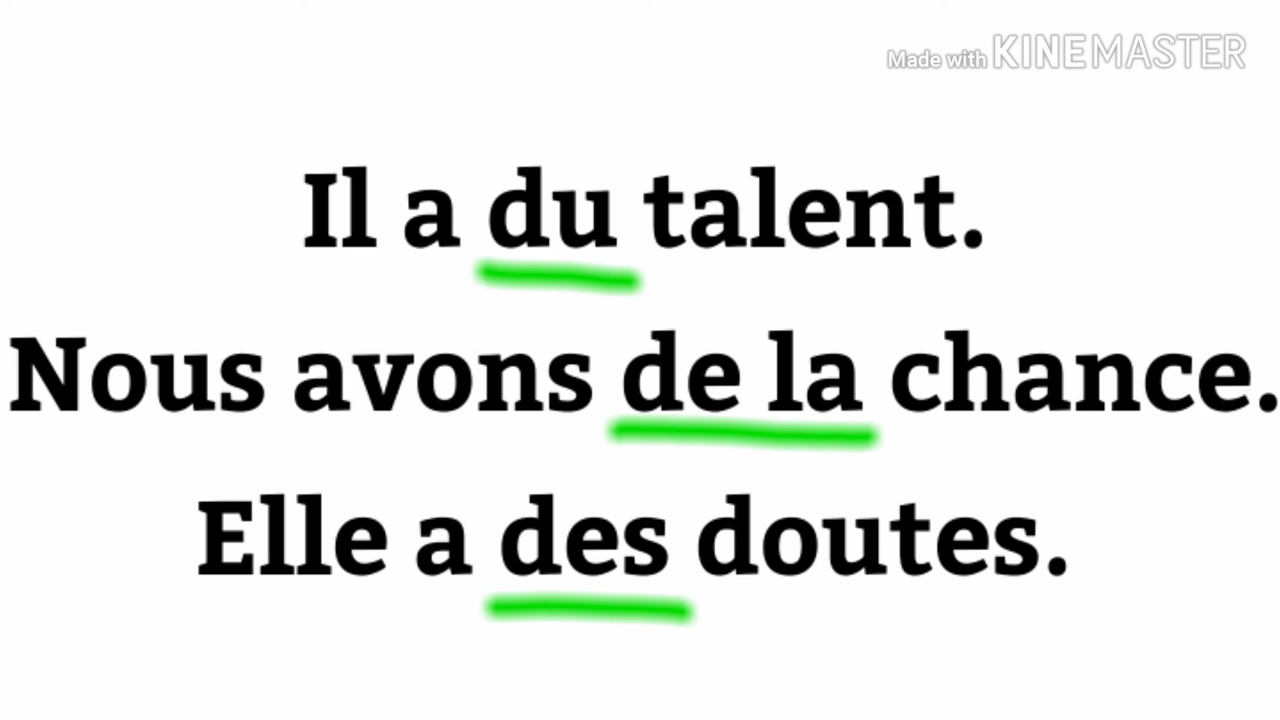 Made with KINEMASTER
Il a du talent.
Nous avons de la chance.
Elle a des doutes.